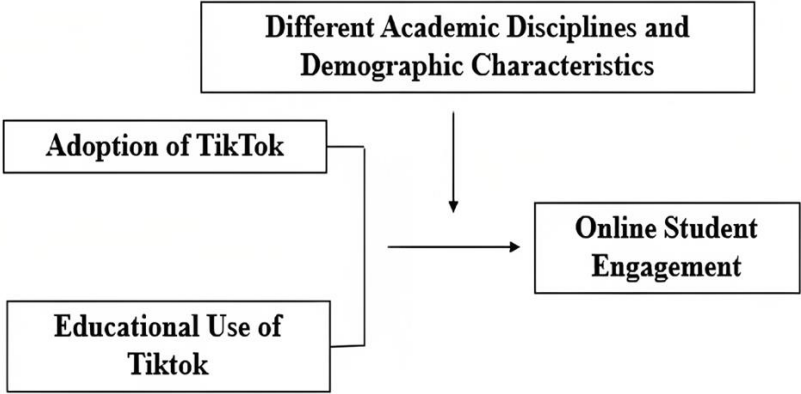 Different Academic Disciplines and
Demographic Characteristics
Adoption of TikTok
Online Student
Engagement
Educational Use of
Tiktok